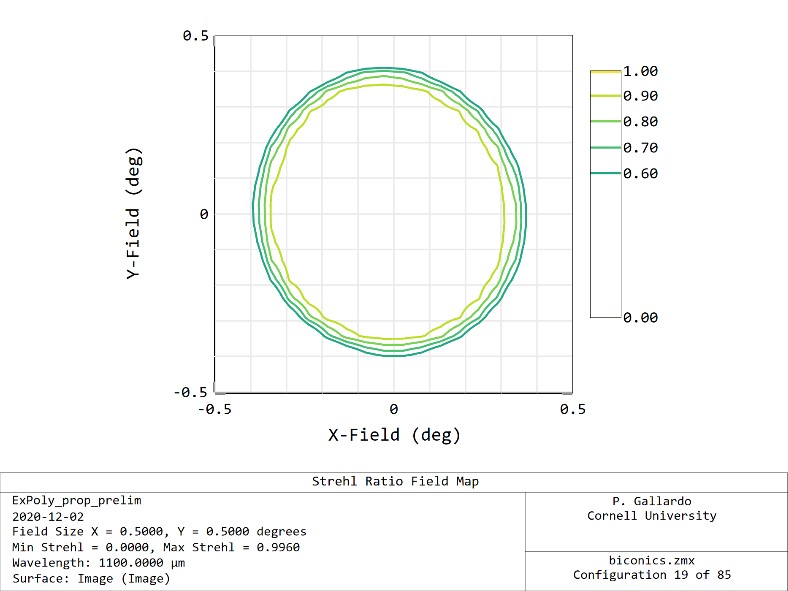 0.5
0
-0.5
Y-Field (deg)
-0.5
0
0.5
X-Field (deg)
1.00
0.90
0.80
0.70
0.60
0.00
Strehl Ratio Field Map
ExPoly_prop_prelim
2020-12-02
Field Size X = 0.5000, Y = 0.5000 degrees
Min Strehl = 0.0000, Max Strehl = 0.9960
Wavelength: 1100.0000 µm
Surface: Image (Image)
P. Gallardo
Cornell University
biconics.zmx
Configuration 19 of 85